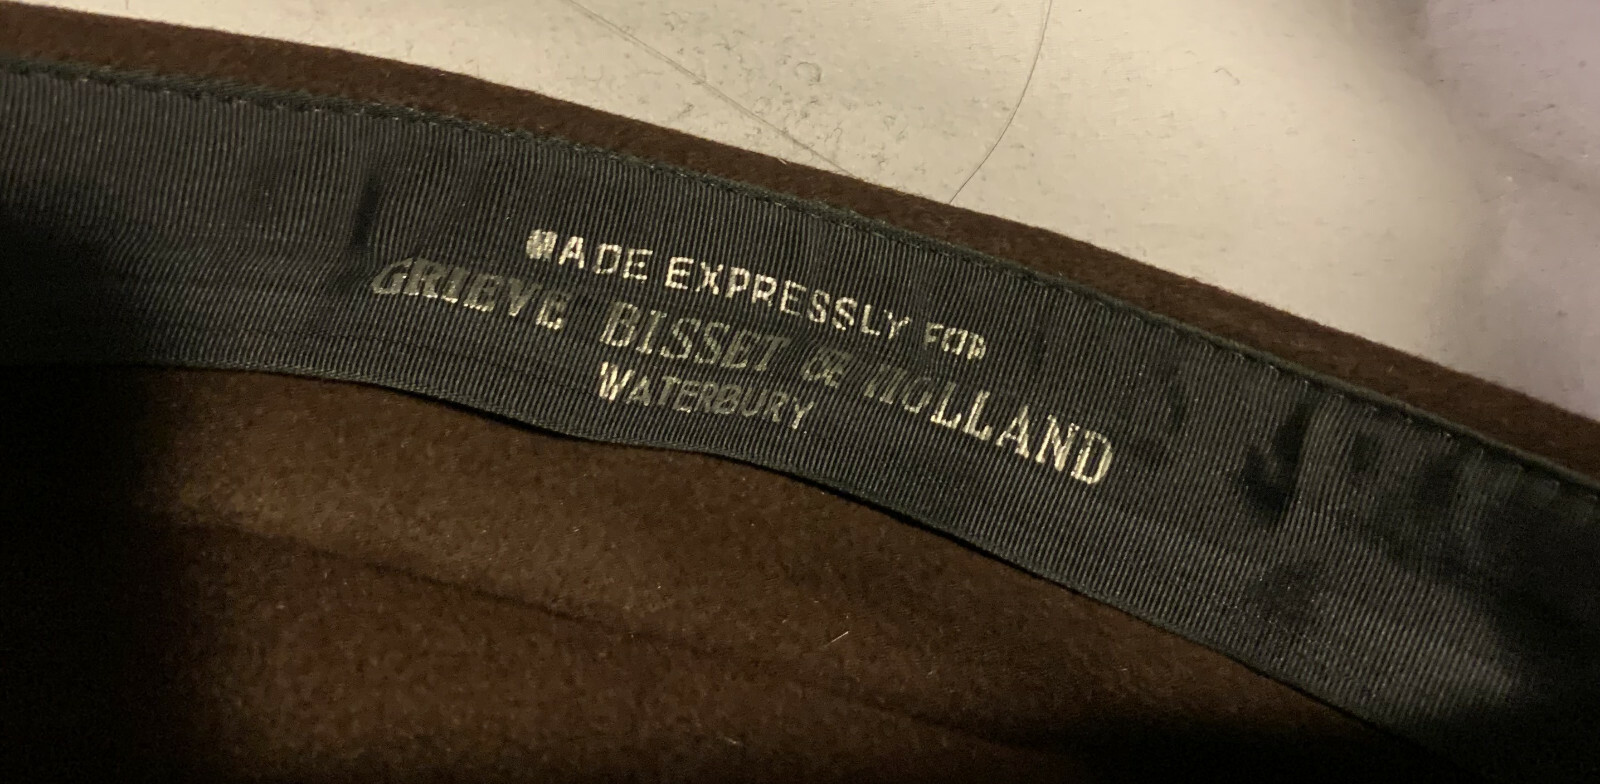 MADE EXPRESSLY FOR
GRIEVE BISSET & HOLLAND
WATERBURY